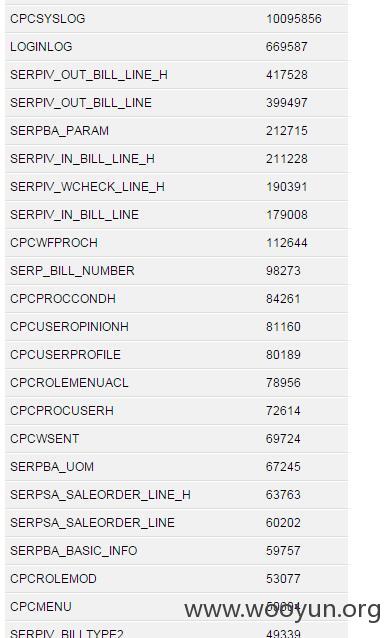 CPCSYSLOG 10095856
LOGINLOG 669587
SERPIV_OUT_BILL_LINE_H 417528
SERPIV_OUT_BILL_LINE 399497
SERPBA_PARAM 212715
SERPIV_IN_BILL_LINE_H 211228
SERPIV_WCHECK_LINE_H 190391
SERPIV_IN_BILL_LINE 179008
CPCWFPROCH 112644
SERP_BILL_NUMBER 98273
CPCPROCCONDH 84261
CPCUSEROPINIONH 81160
CPCUSERPROFILE 80189
CPCROLEMENUACL 78956
CPCPROCUSERH 72614
CPCWSENT 69724
SERPBA_UOM 67245
SERPSA_SALEORDER_LINE_H 63763
SERPSA_SALEORDER_LINE 60202
SERPBA_BASIC_INFO 59757
CPCROLEMOD 53077
CPCMENU
www.wooyun.org
SERPIV_BILLTYPE2 49339